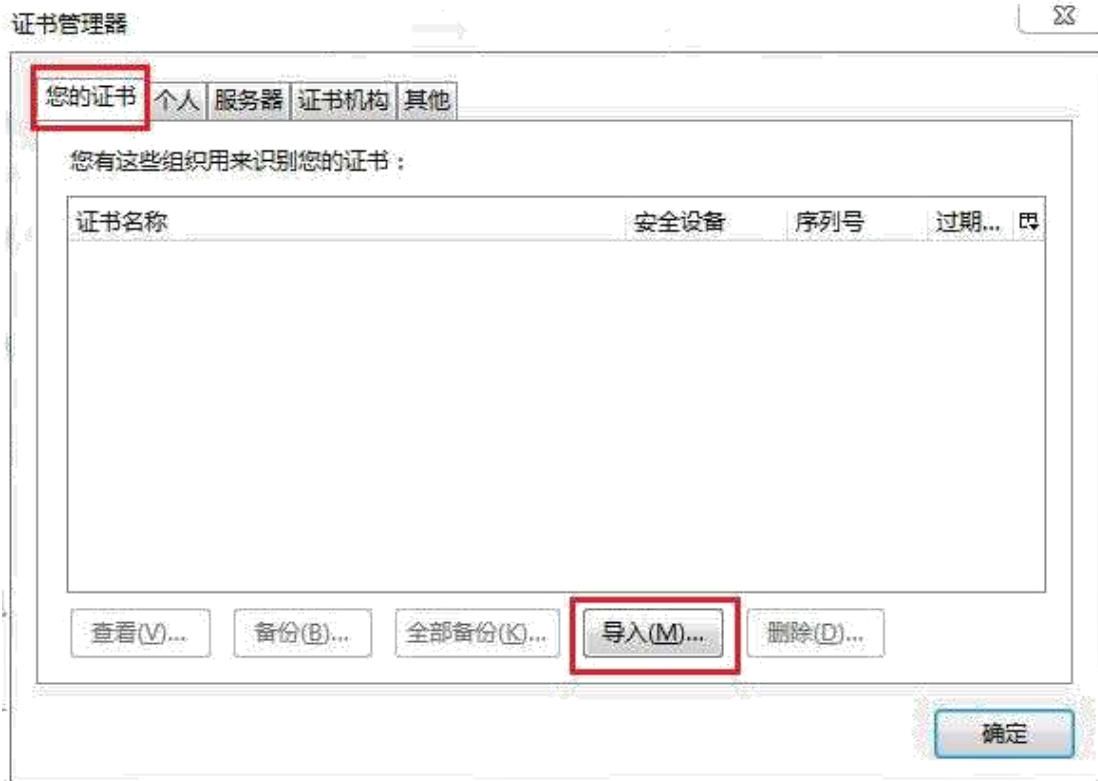 证书管理器
您的证书 个人 服务器 证书机构 其他
您有这些组织用来识别您的证书：
证书名称 安全设备 序列号 过期...
查看(V)... 备份(B)... 全部备份(K)... 导入(M)... 删除(D)...
确定